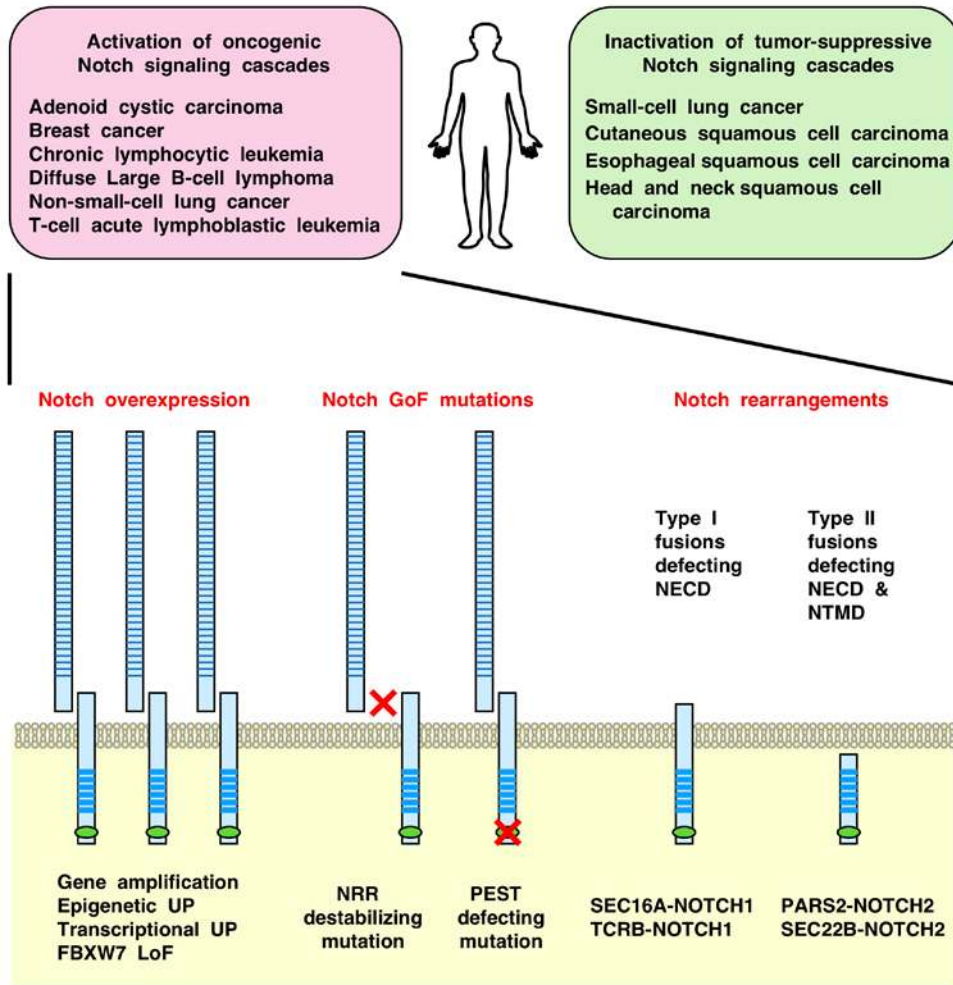 Activation of oncogenic
Notch signaling cascades
Adenoid cystic carcinoma
Breast cancer
Chronic lymphocytic leukemia
Diffuse Large B-cell lymphoma
Non-small-cell lung cancer
T-cell acute lymphoblastic leukemia
Inactivation of tumor-suppressive
Notch signaling cascades
Small-cell lung cancer
Cutaneous squamous cell carcinoma
Esophageal squamous cell carcinoma
Head and neck squamous cell
carcinoma
Notch overexpression
Notch GoF mutations
Notch rearrangements
Type I
fusions
defecting
NECD
Type II
fusions
defecting
NECD &
NTMD
Gene amplification
Epigenetic UP
Transcriptional UP
FBXW7 LoF
NRR
destabilizing
mutation
PEST
defecting
mutation
SEC16A-NOTCH1
TCRB-NOTCH1
PARS2-NOTCH2
SEC22B-NOTCH2